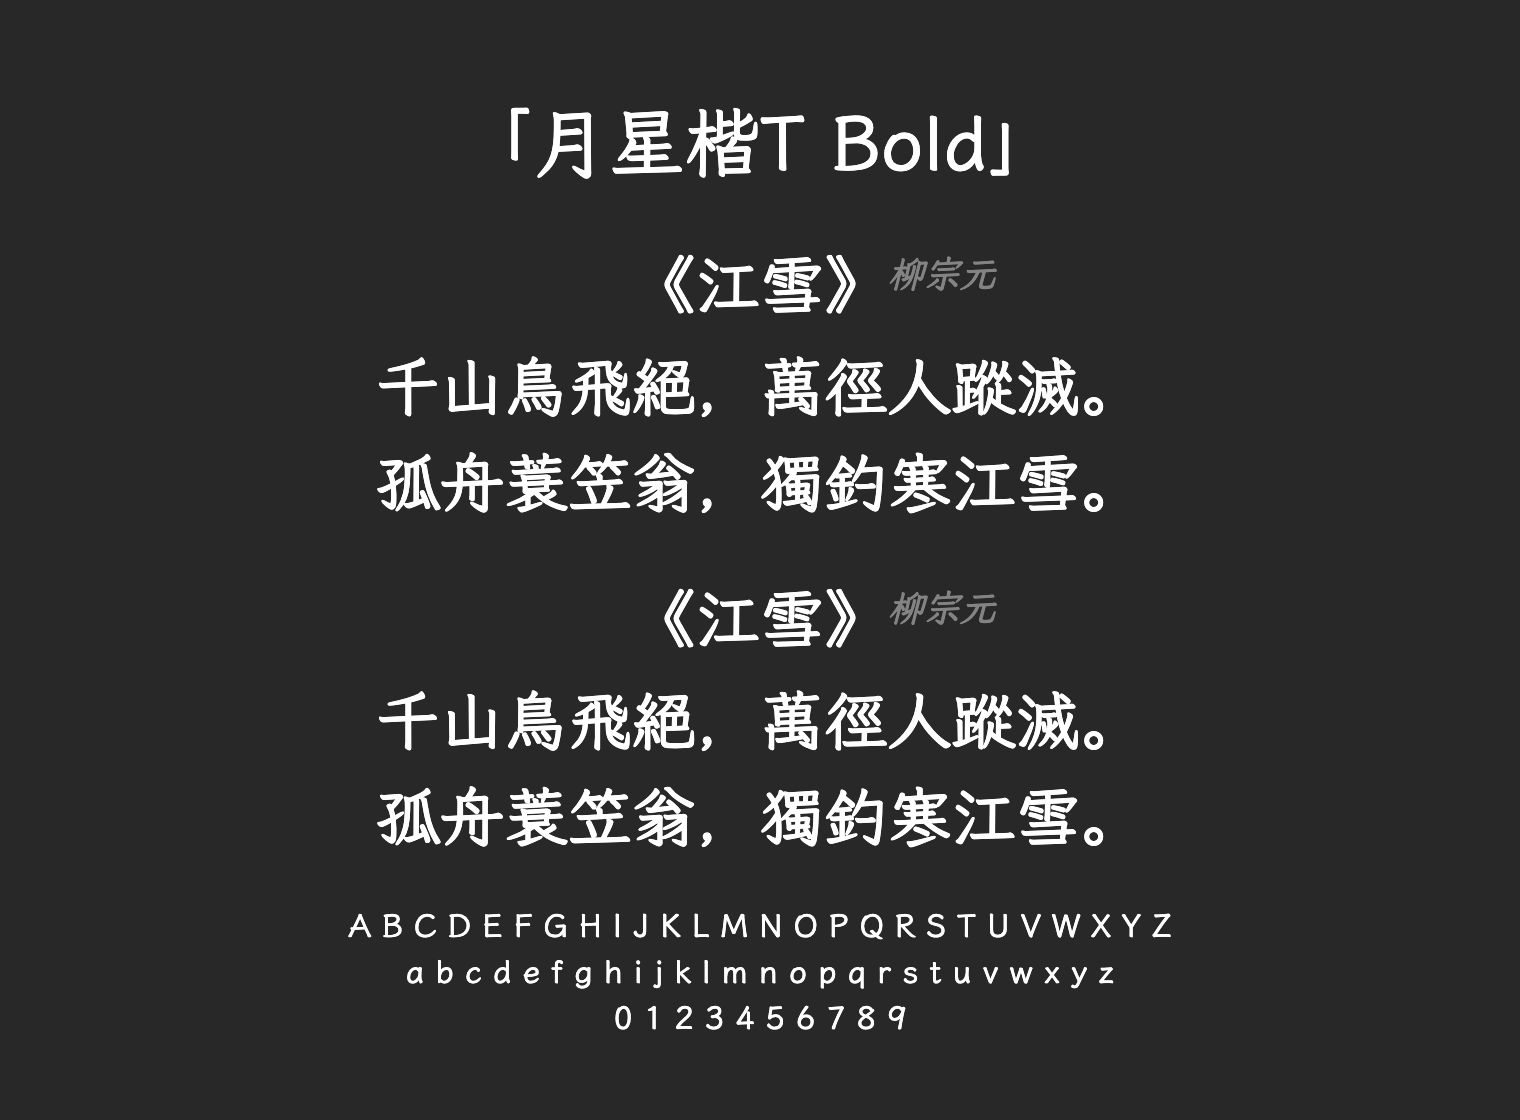 「月星楷T Bold」
《江雪》 柳宗元
千山鳥飛絕，萬徑人蹤滅。
孤舟蓑笠翁，獨釣寒江雪。
《江雪》 柳宗元
千山鳥飛絕，萬徑人蹤滅。
孤舟蓑笠翁，獨釣寒江雪。
A B C D E F G H I J K L M N O P Q R S T U V W X Y Z
a b c d e f g h i j k l m n o p q r s t u v w x y z
0 1 2 3 4 5 6 7 8 9